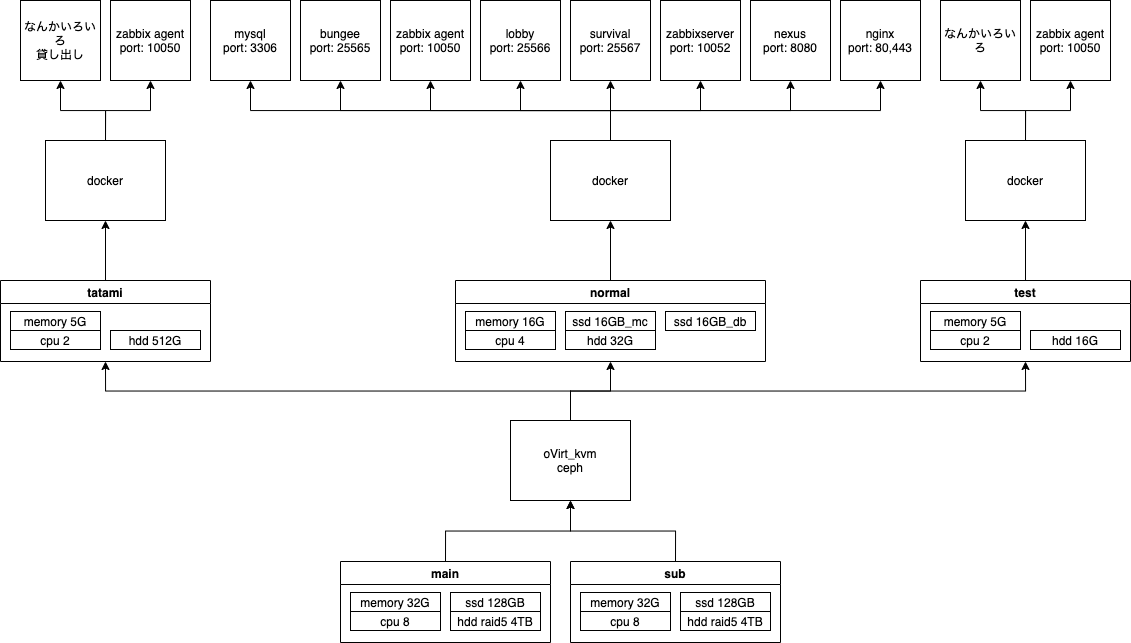 なんかいろい
ろ
貸し出し
zabbix agent
port: 10050
mysql
port: 3306
bungee
port: 25565
zabbix agent
port: 10050
lobby
port: 25566
survival
port: 25567
zabbixserver
port: 10052
nexus
port: 8080
nginx
port: 80,443
なんかいろい
ろ
zabbix agent
port: 10050
docker
docker
docker
tatami
memory 5G
cpu 2
hdd 512G
normal
memory 16G
ssd 16GB_mc
ssd 16GB_db
cpu 4
hdd 32G
test
memory 5G
cpu 2
hdd 16G
oVirt_kvm
ceph
main
memory 32G
ssd 128GB
cpu 8
hdd raid5 4TB
sub
memory 32G
ssd 128GB
cpu 8
hdd raid5 4TB